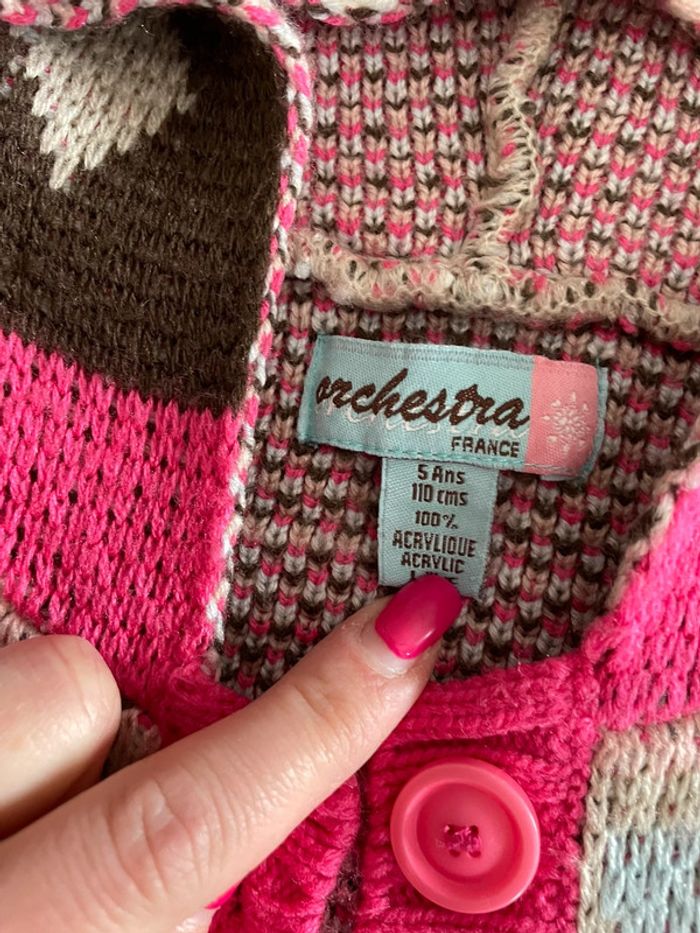 orchestra
FRANCE
5 Ans
110 cms
100%
ACRYLIQUE
ACRYLIC